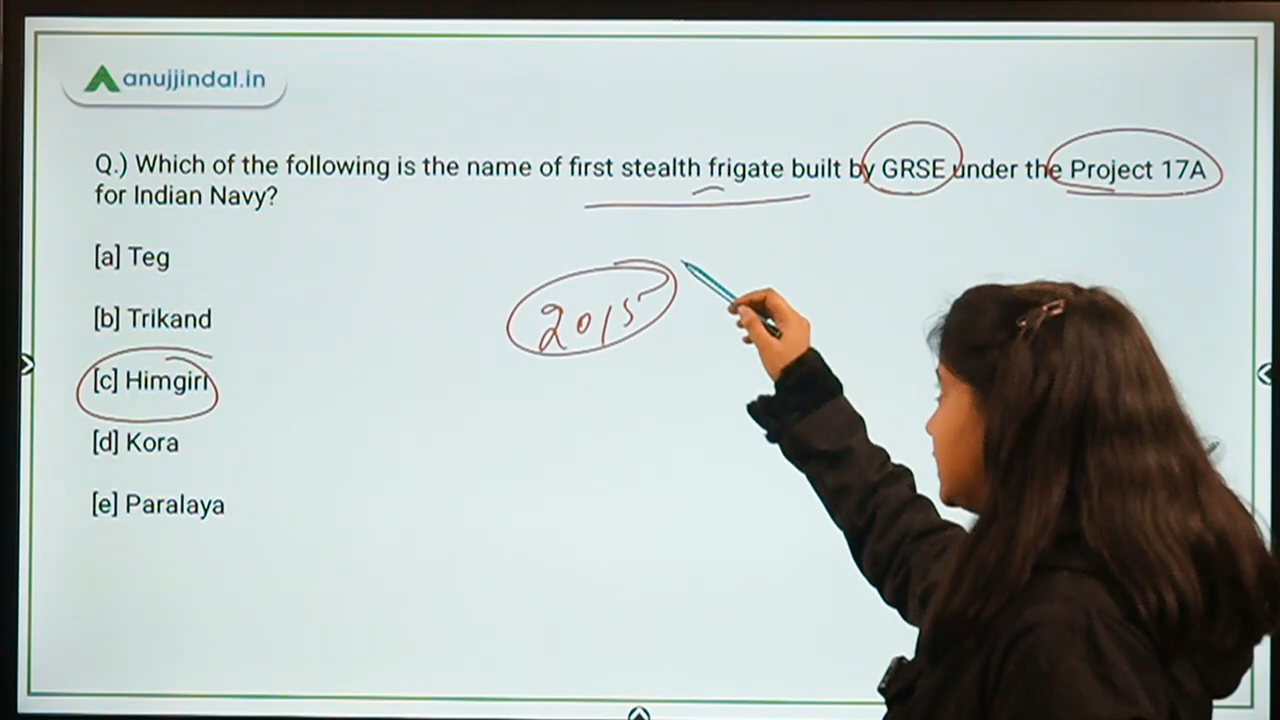 anujjindal.in
Q.) Which of the following is the name of first stealth frigate built by GRSE under the Project 17A
for Indian Navy?
[a] Teg
2015
[b] Trikand
[c] Himgiri
[d] Kora
[e] Paralaya